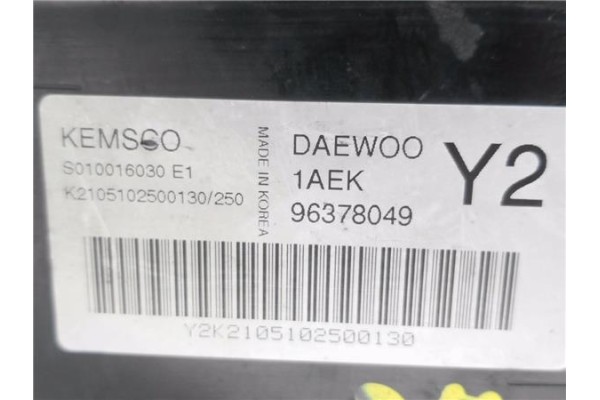 KEMSCO
S010016030 E1
K2105102500130/250
MADE IN KOREA
DAEWOO
1AEK
96378049
Y2
Y2K2105102500130